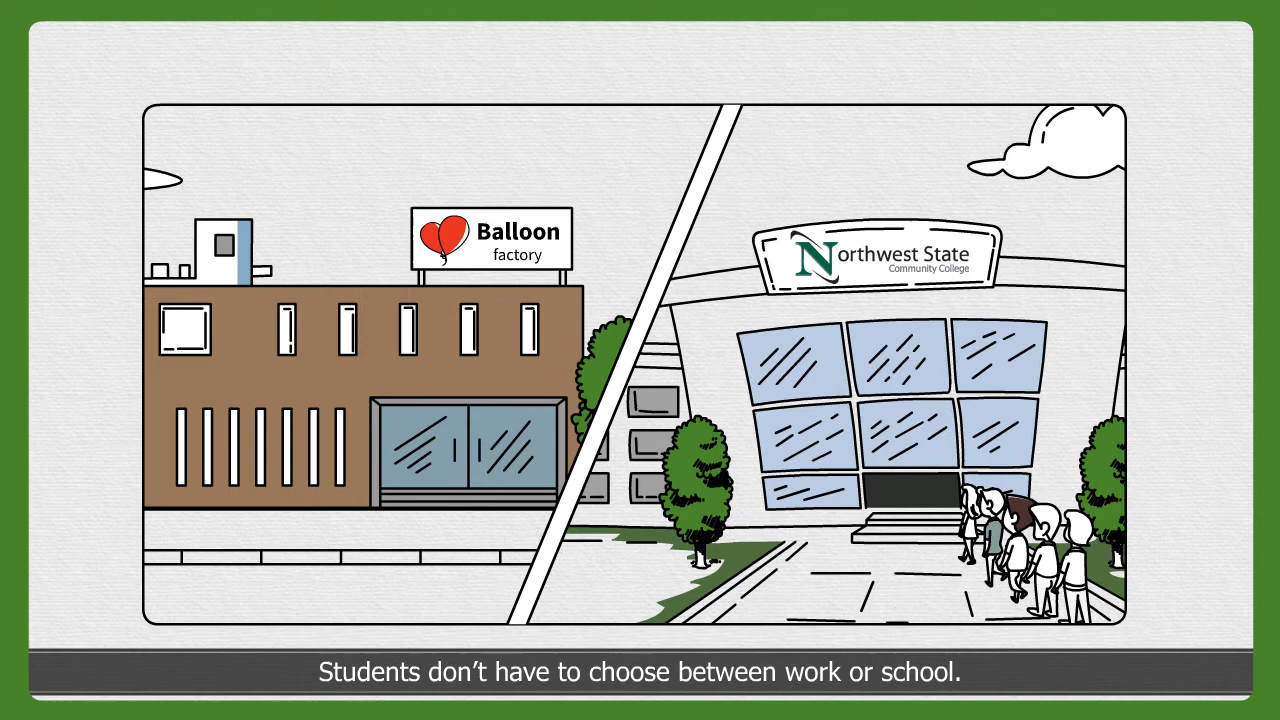 Balloon
factory
Northwest State
Community College
Students don’t have to choose between work or school.